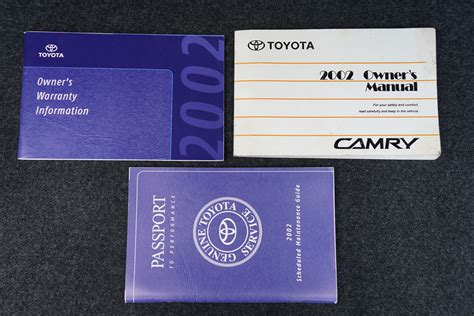 TOYOTA
Owner's
Warranty
Information
2002
TOYOTA
2002 Owner's
Manual
For your safety and comfort,
read carefully and keep in the vehicle.
CAMRY
PASSPORT
TO PERFORMANCE
GENUINE TOYOTA
SERVICE
2002
Scheduled Maintenance Guide